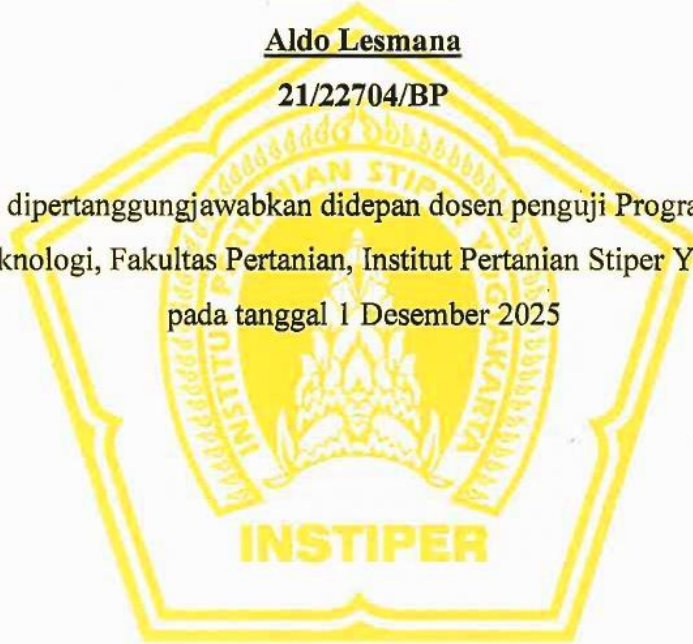 Aldo Lesmana
21/22704/BP
dipertanggungjawabkan didepan dosen penguji
knologi, Fakultas Pertanian, Institut Pertanian Stiper
pada tanggal 1 Desember 2025
INSTITUT PERTANIAN STIPER YOGYAKARTA
INSTIPER